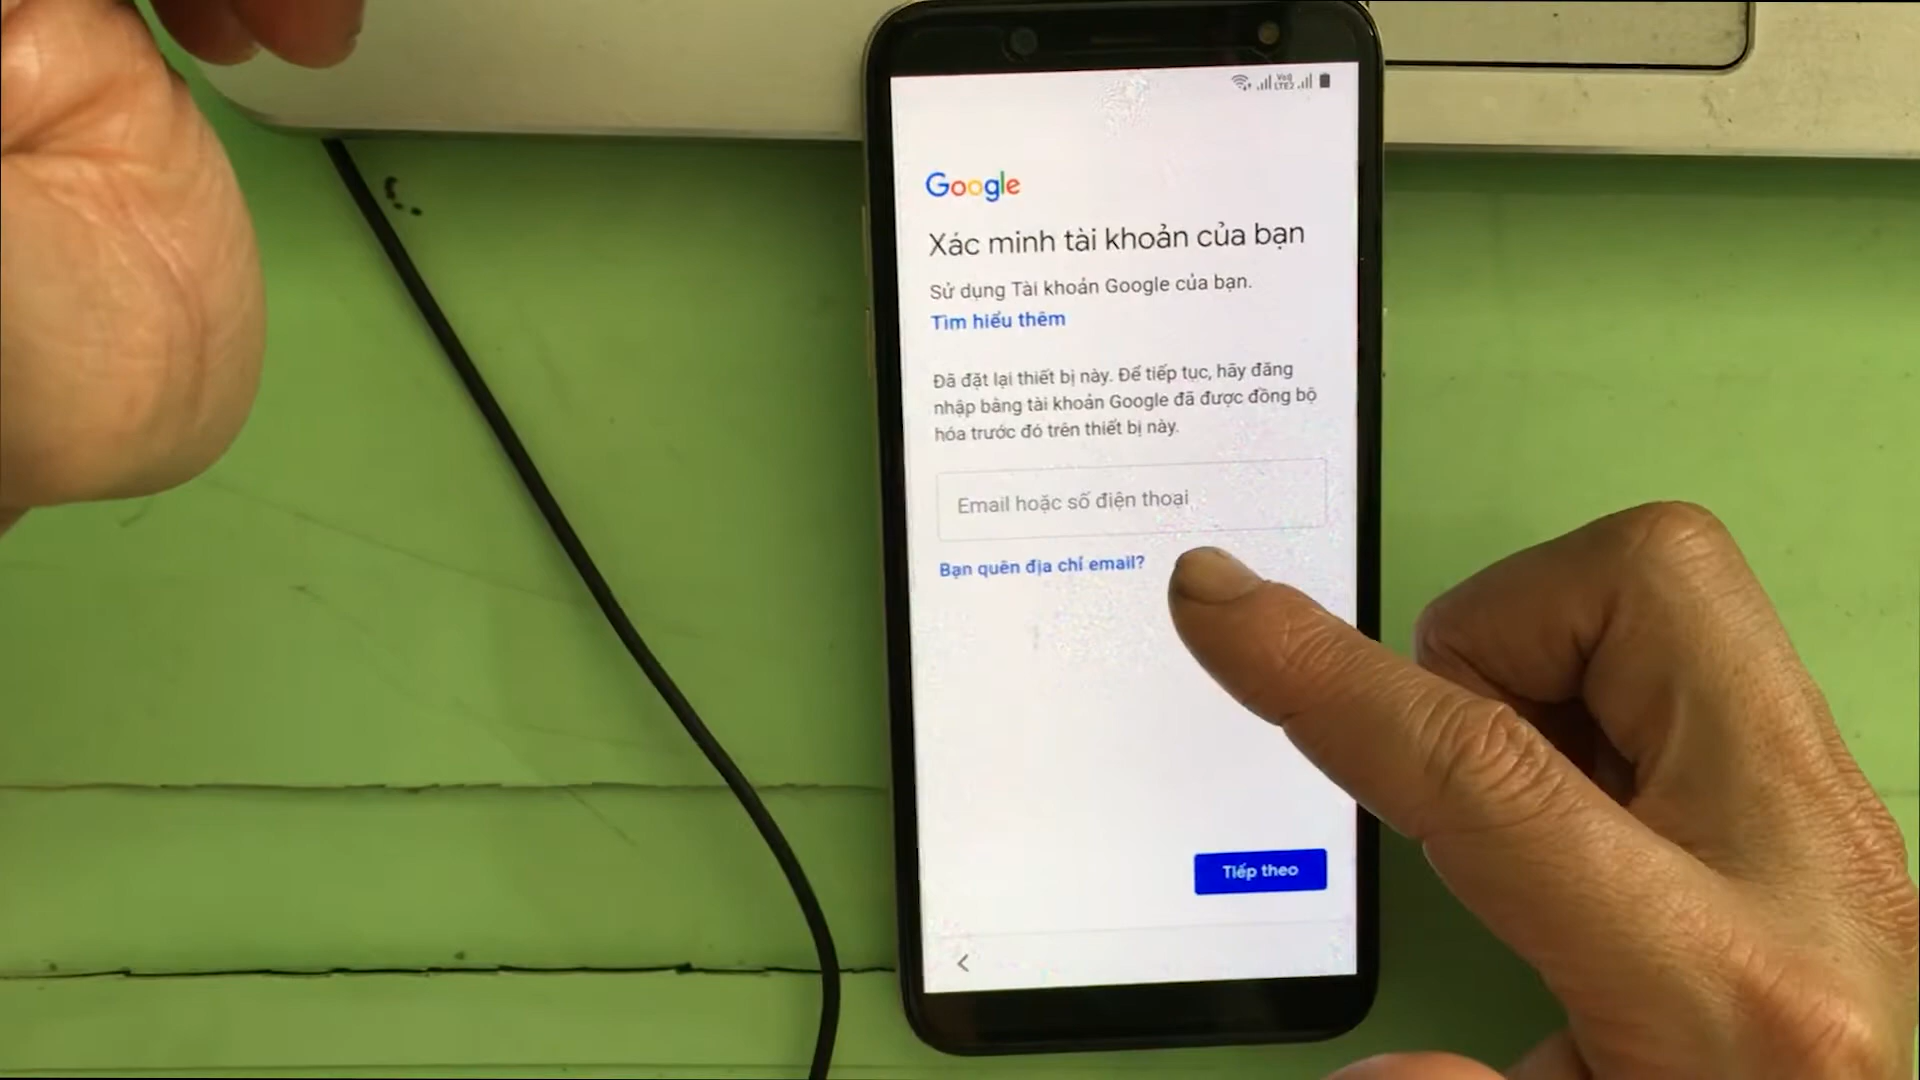 Google
Xác minh tài khoản của bạn
Sử dụng Tài khoản Google của bạn.
Tìm hiểu thêm
Đã đặt lại thiết bị này. Để tiếp tục, hãy đăng
nhập bằng tài khoản Google đã được đồng bộ
hóa trước đó trên thiết bị này.
Email hoặc số điện thoại
Bạn quên địa chỉ email?
Tiếp theo